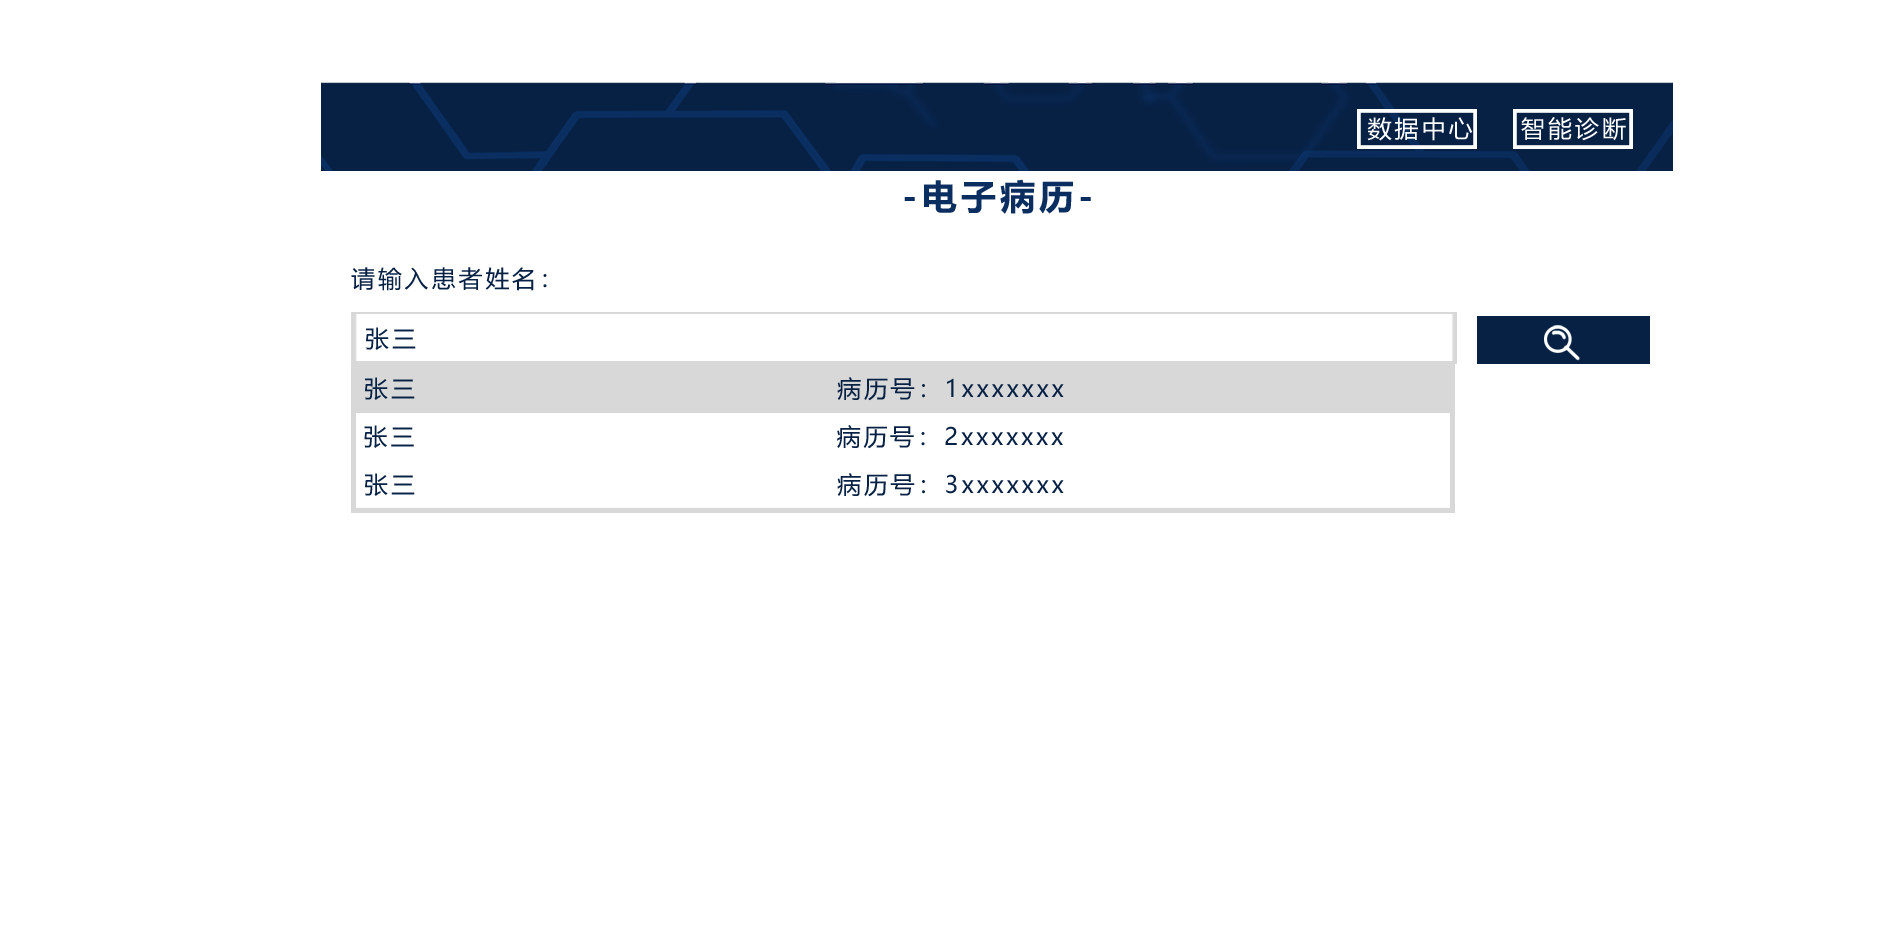 数据中心 智能诊断
-电子病历-
请输入患者姓名：
张三
张三 病历号：1xxxxxxx
张三 病历号：2xxxxxxx
张三 病历号：3xxxxxxx